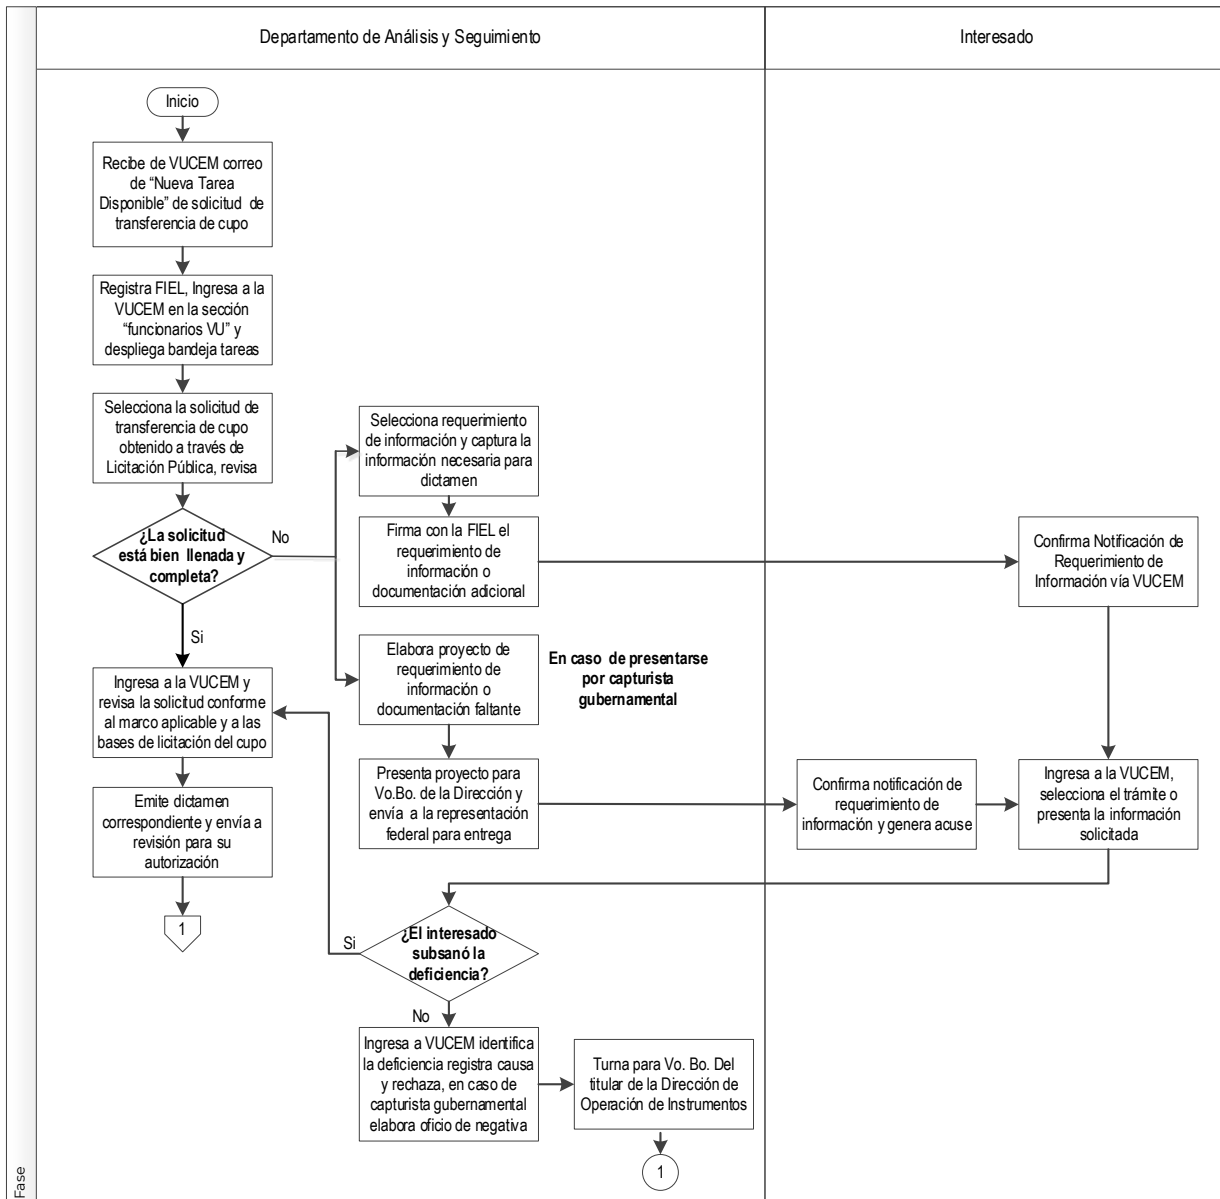 Departamento de Análisis y Seguimiento
Interesado
Inicio
Recibe de VUCEM correo
de “Nueva Tarea
Disponible” de solicitud de
transferencia de cupo
Registra FIEL, Ingresa a la
VUCEM en la sección
“funcionarios VU” y
despliega bandeja tareas
Selecciona la solicitud de
transferencia de cupo
obtenido a través de
Licitación Pública, revisa
¿La solicitud
está bien llenada y
completa?
No
Si
Selecciona requerimiento
de información y captura la
información necesaria para
dictamen
Firma con la FIEL el
requerimiento de
información o
documentación adicional
Confirma Notificación de
Requerimiento de
Información vía VUCEM
Elabora proyecto de
requerimiento de
información o
documentación faltante
En caso de presentarse
por capturista
gubernamental
Ingresa a la VUCEM y
revisa la solicitud conforme
al marco aplicable y a las
bases de licitación del cupo
Presenta proyecto para
Vo.Bo. de la Dirección y
envía a la representación
federal para entrega
Confirma notificación de
requerimiento de
información y genera acuse
Ingresa a la VUCEM,
selecciona el trámite o
presenta la información
solicitada
Emite dictamen
correspondiente y envía a
revisión para su
autorización
1
¿El interesado
subsanó la
deficiencia?
Si
No
Ingresa a VUCEM identifica
la deficiencia registra causa
y rechaza, en caso de
capturista gubernamental
elabora oficio de negativa
Turna para Vo. Bo. Del
titular de la Dirección de
Operación de Instrumentos
1
Fase